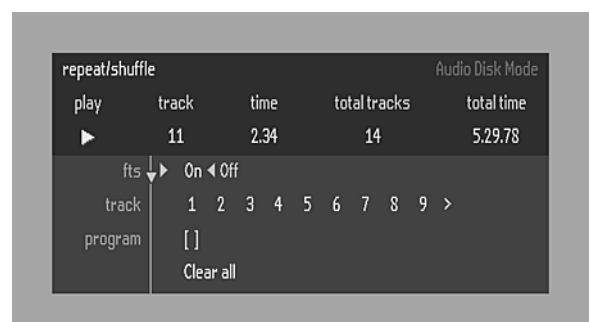 repeat/shuffle Audio Disk Mode
play track time total tracks total time
11 2.34 14 5.29.78
fts On Off
track 1 2 3 4 5 6 7 8 9 >
program [ ]
Clear all